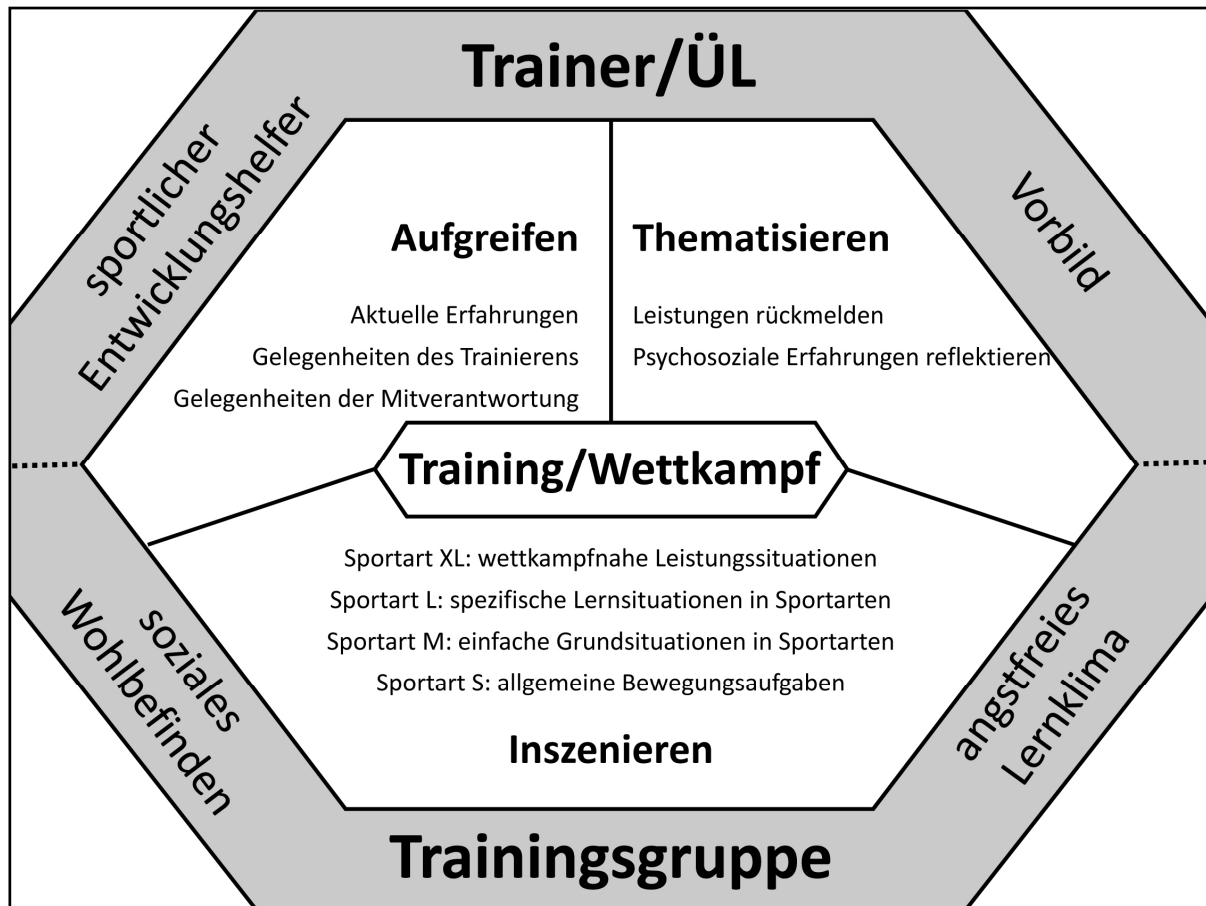 Trainer/ÜL
sportlicher
Entwicklungshelfer
Vorbild
Aufgreifen
Aktuelle Erfahrungen
Gelegenheiten des Trainierens
Gelegenheiten der Mitverantwortung
Thematisieren
Leistungen rückmelden
Psychosoziale Erfahrungen reflektieren
Training/Wettkampf
Sportart XL: wettkampfnahe Leistungssituationen
Sportart L: spezifische Lernsituationen in Sportarten
Sportart M: einfache Grundsituationen in Sportarten
Sportart S: allgemeine Bewegungsaufgaben
Inszenieren
soziales
Wohlbefinden
angstfreies
Lernklima
Trainingsgruppe